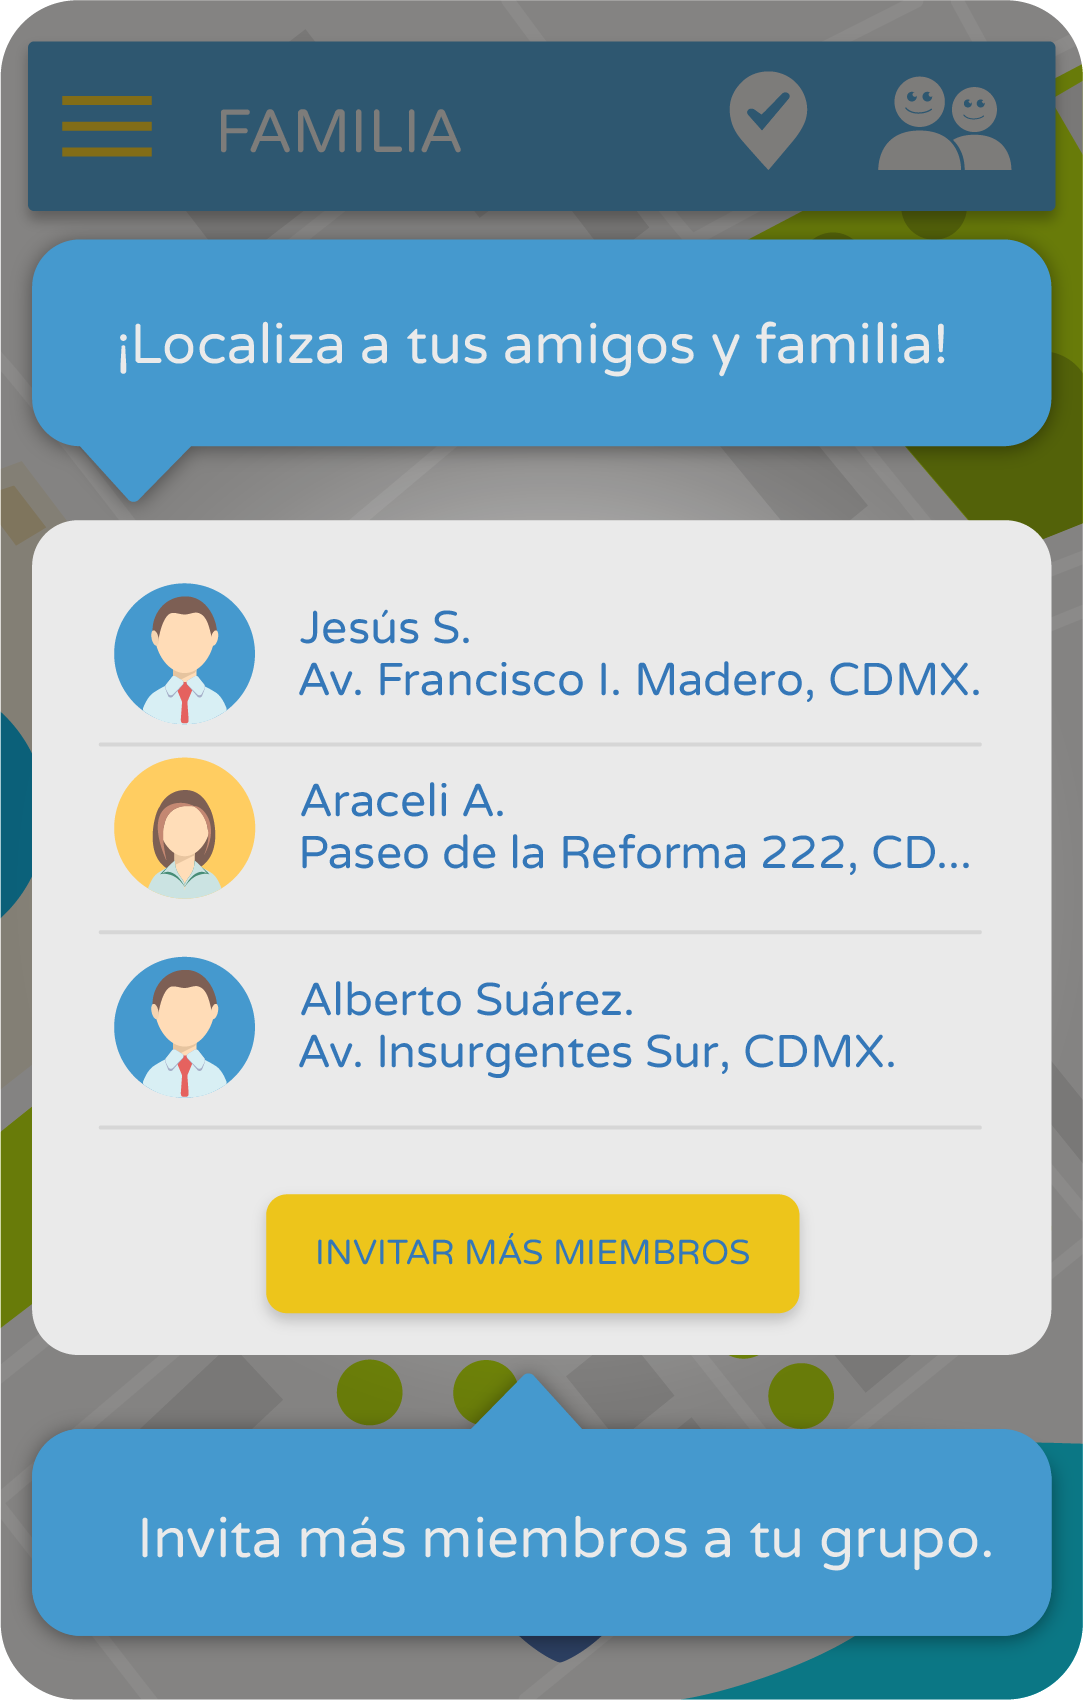 FAMILIA
¡Localiza a tus amigos y familia!
Jesús S.
Av. Francisco I. Madero, CDMX.
Araceli A.
Paseo de la Reforma 222, CD...
Alberto Suárez.
Av. Insurgentes Sur, CDMX.
INVITAR MÁS MIEMBROS
Invita más miembros a tu grupo.